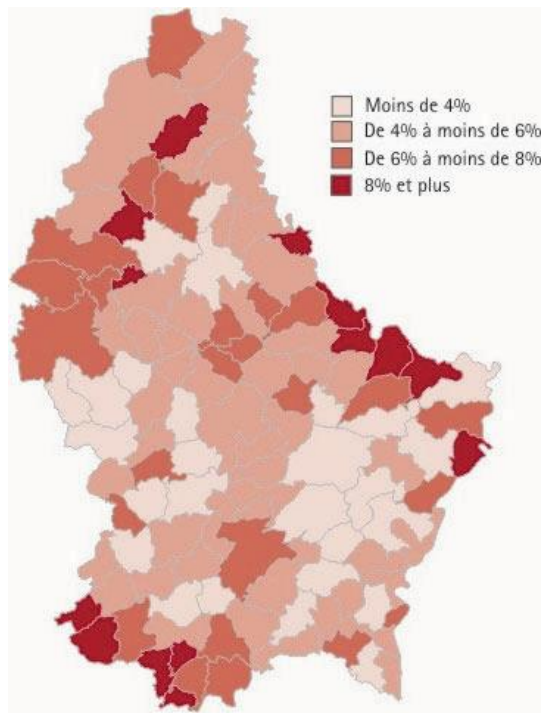 Moins de 4%
De 4% à moins de 6%
De 6% à moins de 8%
8% et plus